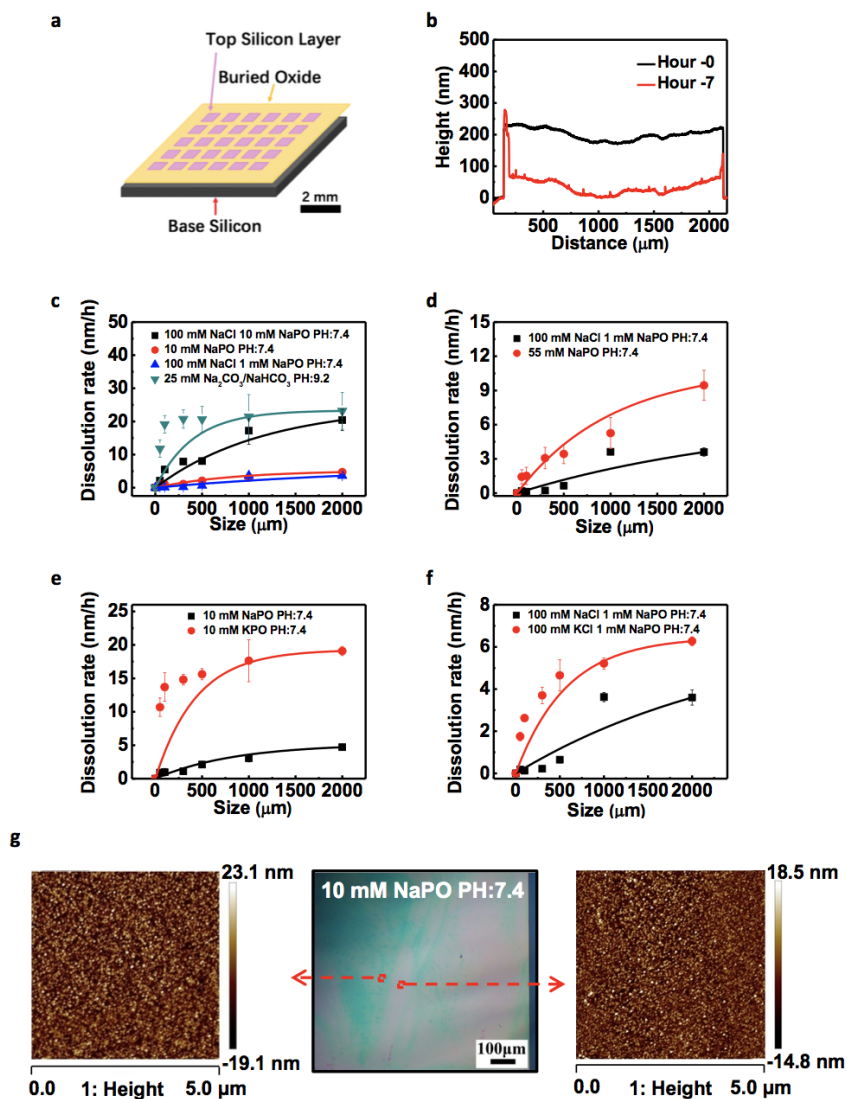 a
Top Silicon Layer
Buried Oxide
2 mm
Base Silicon
b
500
400
300
200
100
0
Height (nm)
Hour -0
Hour -7
500 1000 1500 2000
Distance (μm)
c
50
40
30
20
10
0
Dissolution rate (nm/h)
100 mM NaCl 10 mM NaPO PH:7.4
10 mM NaPO PH:7.4
100 mM NaCl 1 mM NaPO PH:7.4
25 mM Na₂CO₃/NaHCO₃ PH:9.2
0 500 1000 1500 2000
Size (μm)
d
15
12
9
6
3
0
Dissolution rate (nm/h)
100 mM NaCl 1 mM NaPO PH:7.4
55 mM NaPO PH:7.4
0 500 1000 1500 2000
Size (μm)
e
25
20
15
10
5
0
Dissolution rate (nm/h)
10 mM NaPO PH:7.4
10 mM KPO PH:7.4
0 500 1000 1500 2000
Size (μm)
f
8
6
4
2
0
Dissolution rate (nm/h)
100 mM NaCl 1 mM NaPO PH:7.4
100 mM KCl 1 mM NaPO PH:7.4
0 500 1000 1500 2000
Size (μm)
g
23.1 nm
-19.1 nm
0.0 1: Height 5.0 μm
10 mM NaPO PH:7.4
100μm
18.5 nm
-14.8 nm
0.0 1: Height 5.0 μm